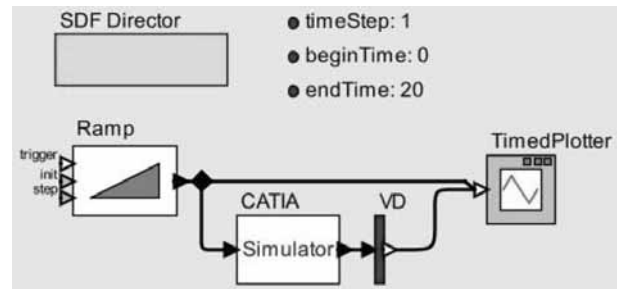 SDF Director
timeStep: 1
beginTime: 0
endTime: 20
Ramp
trigger
init
step
TimedPlotter
CATIA
VD
Simulator